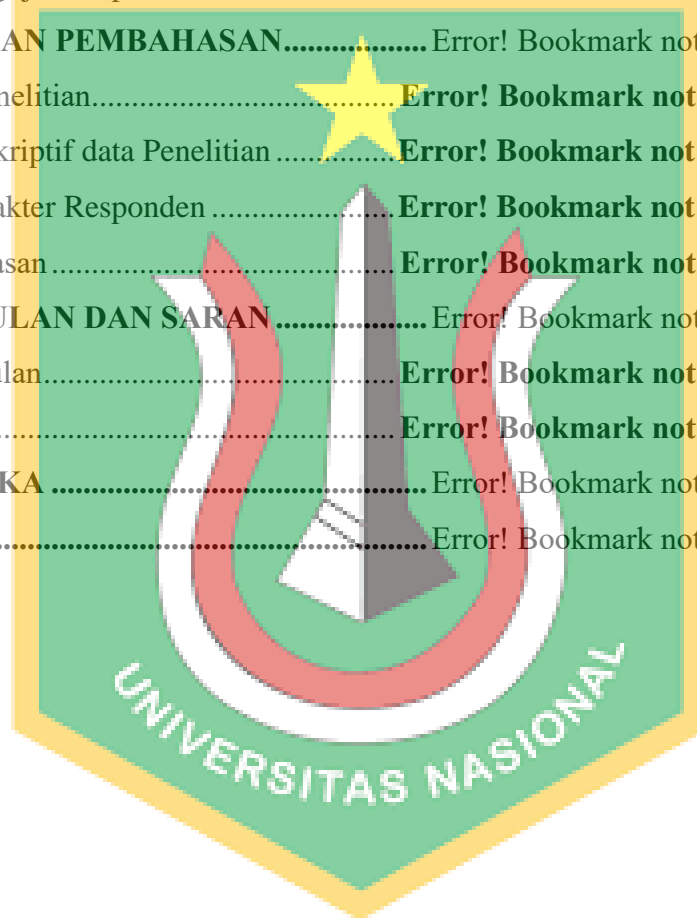 AN PEMBAHASAN.................. Error! Bookmark not
nelitian...................................... Error! Bookmark not
kriptif data Penelitian ............... Error! Bookmark not
akter Responden ....................... Error! Bookmark not
asan ........................................... Error! Bookmark not
ULAN DAN SARAN ................... Error! Bookmark not
ulan............................................ Error! Bookmark not
................................................. Error! Bookmark not
KA ............................................... Error! Bookmark not
................................................. Error! Bookmark not
UNIVERSITAS NASIONAL